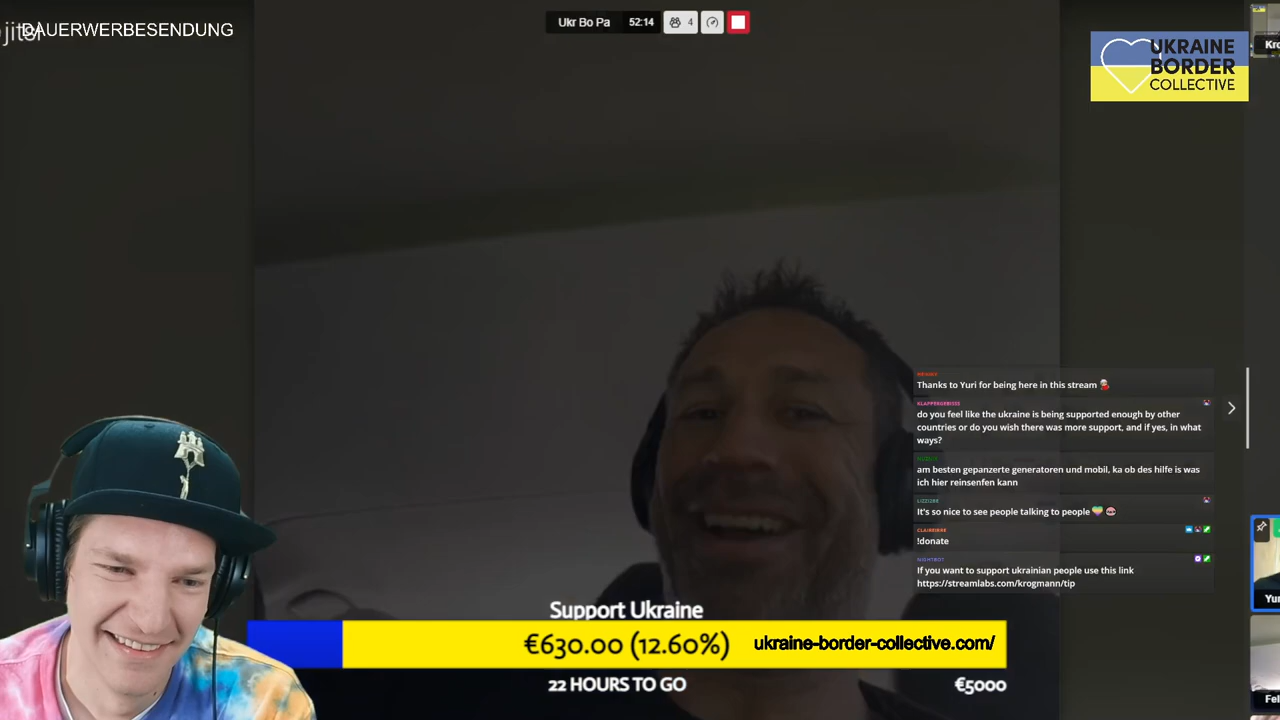 DAUERWERBESENDUNG
Ukr Bo Pa 52:14 4
UKRAINE
BORDER
COLLECTIVE
Thanks to Yuri for being here in this stream
do you feel like the ukraine is being supported enough by other
countries or do you wish there was more support, and if yes, in what
ways?
am besten gepanzerte generatoren und mobil, ka ob des hilfe is was
ich hier reinsenfen kann
It's so nice to see people talking to people
!donate
NIGHTBOT
If you want to support ukrainian people use this link
https://streamlabs.com/krogmann/tip
Support Ukraine
€630.00 (12.60%) ukraine-border-collective.com/
22 HOURS TO GO €5000